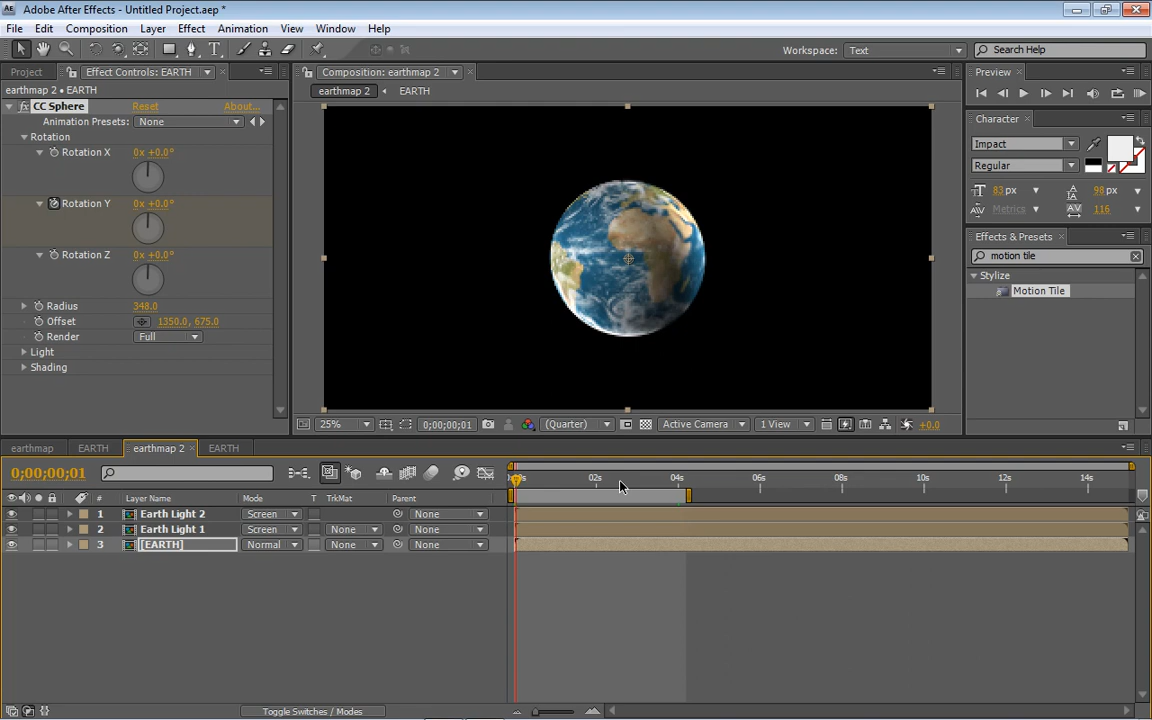 Adobe After Effects - Untitled Project.aep *
File Edit Composition Layer Effect Animation View Window Help
Workspace: Text Search Help
Project Effect Controls: EARTH
earthmap 2 • EARTH
fx CC Sphere Reset About...
Animation Presets: None
Rotation
Rotation X 0x +0.0°
Rotation Y 0x +0.0°
Rotation Z 0x +0.0°
Radius 348.0
Offset 1350.0, 675.0
Render Full
Light
Shading
Composition: earthmap 2
earthmap 2 EARTH
25% 0;00;00;01 (Quarter) Active Camera 1 View +0.0
Preview
Character
Impact
Regular
83 px 98 px
Metrics 116
Effects & Presets
motion tile
Stylize
Motion Tile
earthmap EARTH earthmap 2 EARTH
0;00;00;01
02s 04s 06s 08s 10s 12s 14s
# Layer Name Mode T TrkMat Parent
1 Earth Light 2 Screen None
2 Earth Light 1 Screen None None
3 [EARTH] Normal None None
Toggle Switches / Modes